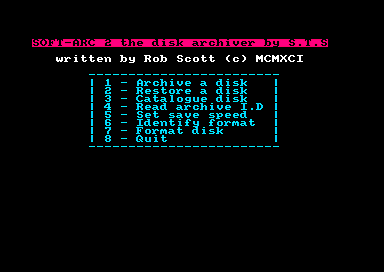 SOFT-ARC 2 the disk archiver by S.T.S
written by Rob Scott (c) MCMXCI
------------------------
| 1 - Archive a disk |
| 2 - Restore a disk |
| 3 - Catalogue disk |
| 4 - Read archive I.D |
| 5 - Set save speed |
| 6 - Identify format |
| 7 - Format disk |
| 8 - Quit |
------------------------